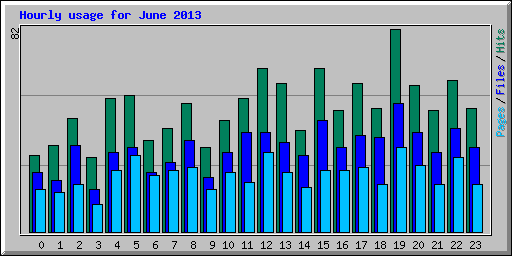 Hourly usage for June 2013
82
Pages / Files / Hits
0 1 2 3 4 5 6 7 8 9 10 11 12 13 14 15 16 17 18 19 20 21 22 23